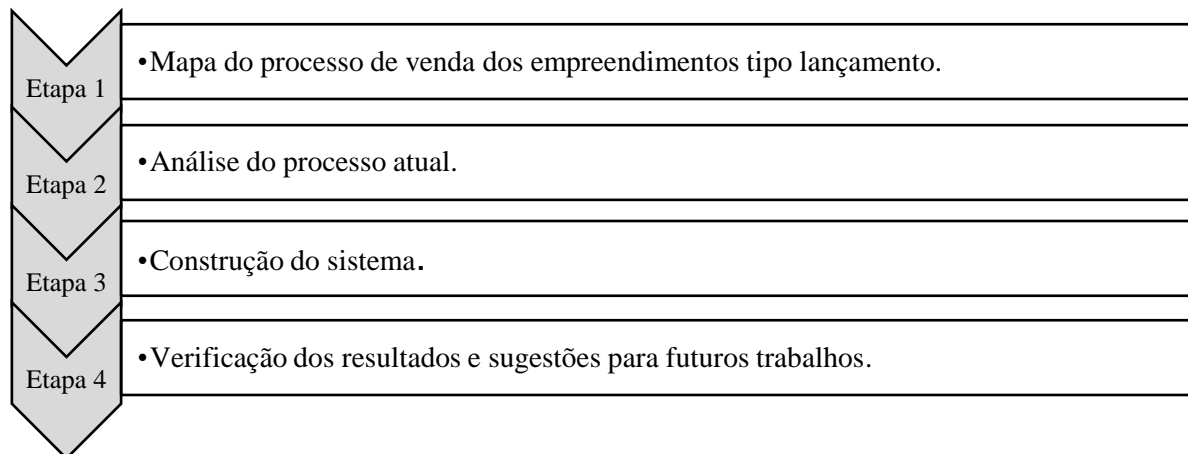 Etapa 1
•Mapa do processo de venda dos empreendimentos tipo lançamento.
Etapa 2
•Análise do processo atual.
Etapa 3
•Construção do sistema.
Etapa 4
•Verificação dos resultados e sugestões para futuros trabalhos.